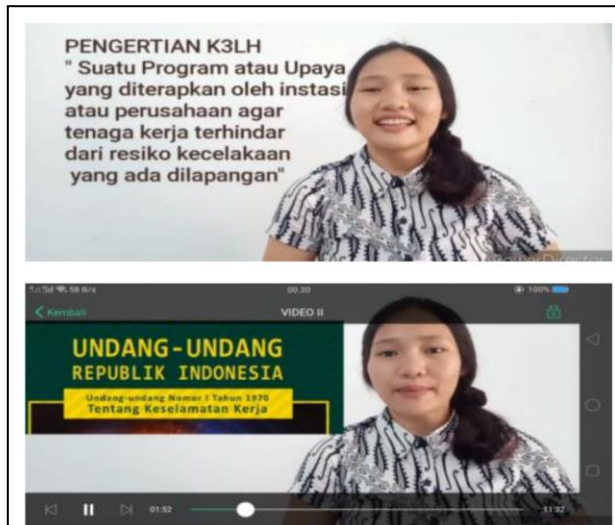 PENGERTIAN K3LH
" Suatu Program atau Upaya
yang diterapkan oleh instasi
atau perusahaan agar
tenaga kerja terhindar
dari resiko kecelakaan
yang ada dilapangan"
PowerDirector
58 B/s 00.30 100%
Kembali VIDEO II
UNDANG-UNDANG
REPUBLIK INDONESIA
Undang-undang Nomor I Tahun 1970
Tentang Keselamatan Kerja
01:52 11:32